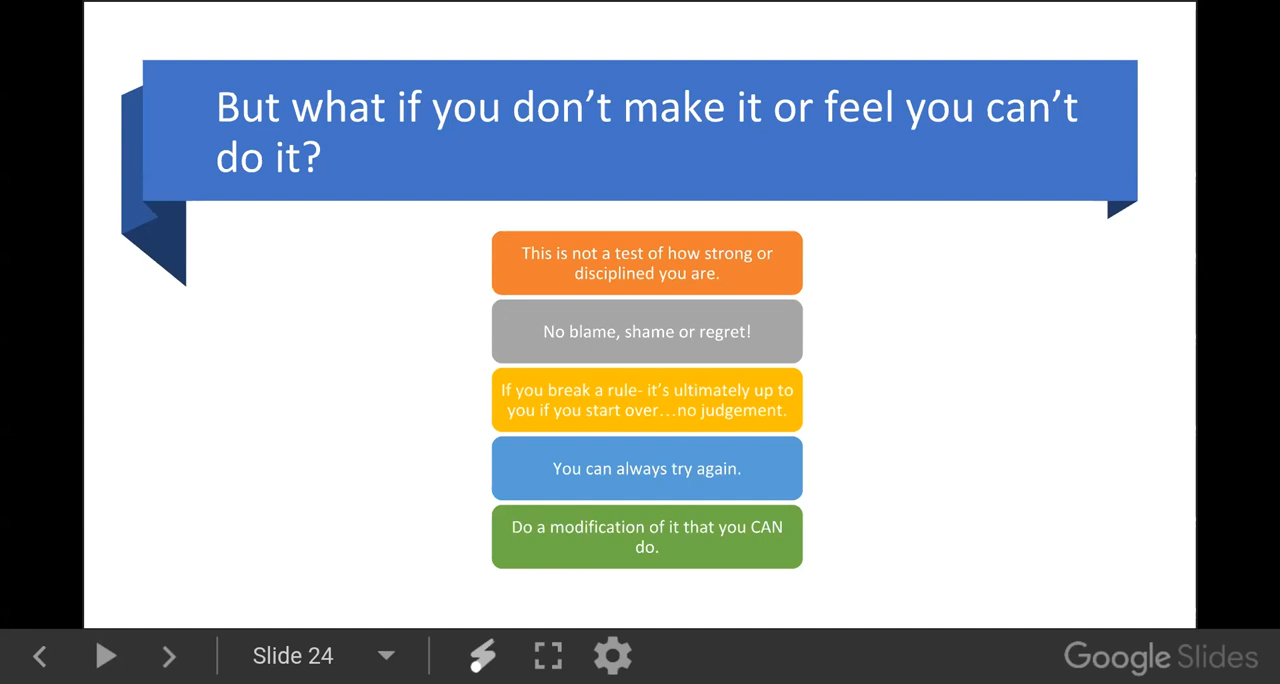 But what if you don’t make it or feel you can’t
do it?
This is not a test of how strong or
disciplined you are.
No blame, shame or regret!
If you break a rule- it’s ultimately up to
you if you start over...no judgement.
You can always try again.
Do a modification of it that you CAN
do.
Slide 24
Google Slides